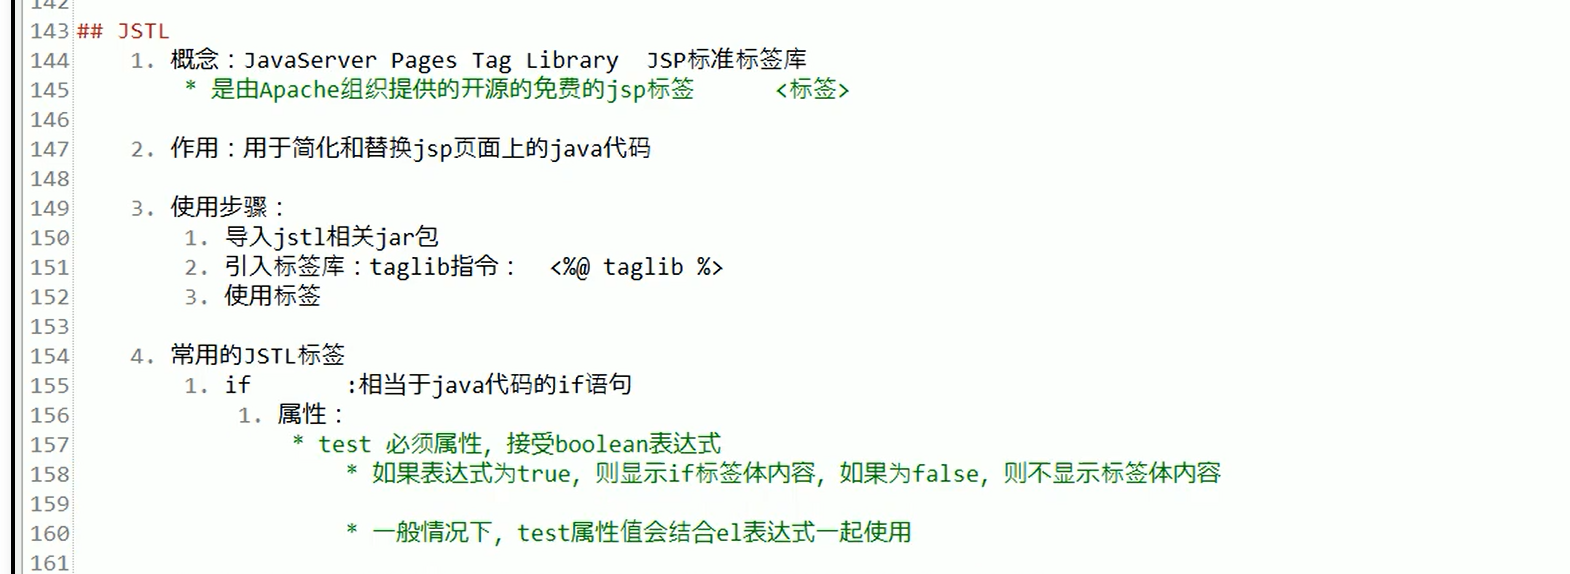 142
143 ## JSTL
144 1. 概念：JavaServer Pages Tag Library  JSP标准标签库
145 * 是由Apache组织提供的开源的免费的jsp标签 <标签>
146
147 2. 作用：用于简化和替换jsp页面上的java代码
148
149 3. 使用步骤：
150 1. 导入jstl相关jar包
151 2. 引入标签库：taglib指令： <%@ taglib %>
152 3. 使用标签
153
154 4. 常用的JSTL标签
155 1. if :相当于java代码的if语句
156 1. 属性：
157 * test 必须属性，接受boolean表达式
158 * 如果表达式为true，则显示if标签体内容，如果为false，则不显示标签体内容
159
160 * 一般情况下，test属性值会结合el表达式一起使用
161